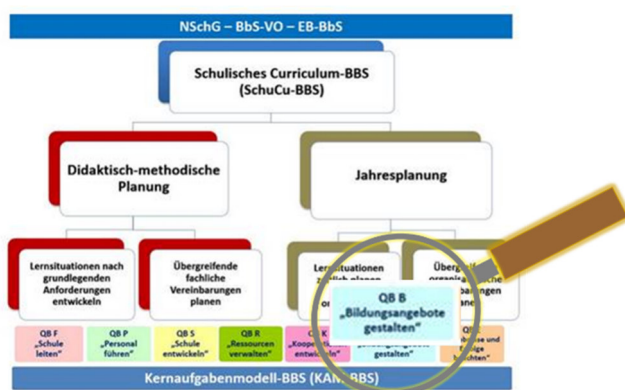 NSchG – BbS-VO – EB-BbS
Schulisches Curriculum-BBS
(SchuCu-BBS)
Didaktisch-methodische
Planung
Jahresplanung
Lernsituationen nach
grundlegenden
Anforderungen
entwickeln
Übergreifende
fachliche
Vereinbarungen
planen
Lernsituationen
QB B
„Bildungsangebote
gestalten“
QB F
„Schule
leiten“
QB P
„Personal
führen“
QB S
„Schule
entwickeln“
QB R
„Ressourcen
verwalten“
QB K
entwickeln“
gestalten“
Kernaufgabenmodell-BBS (KAM-BBS)